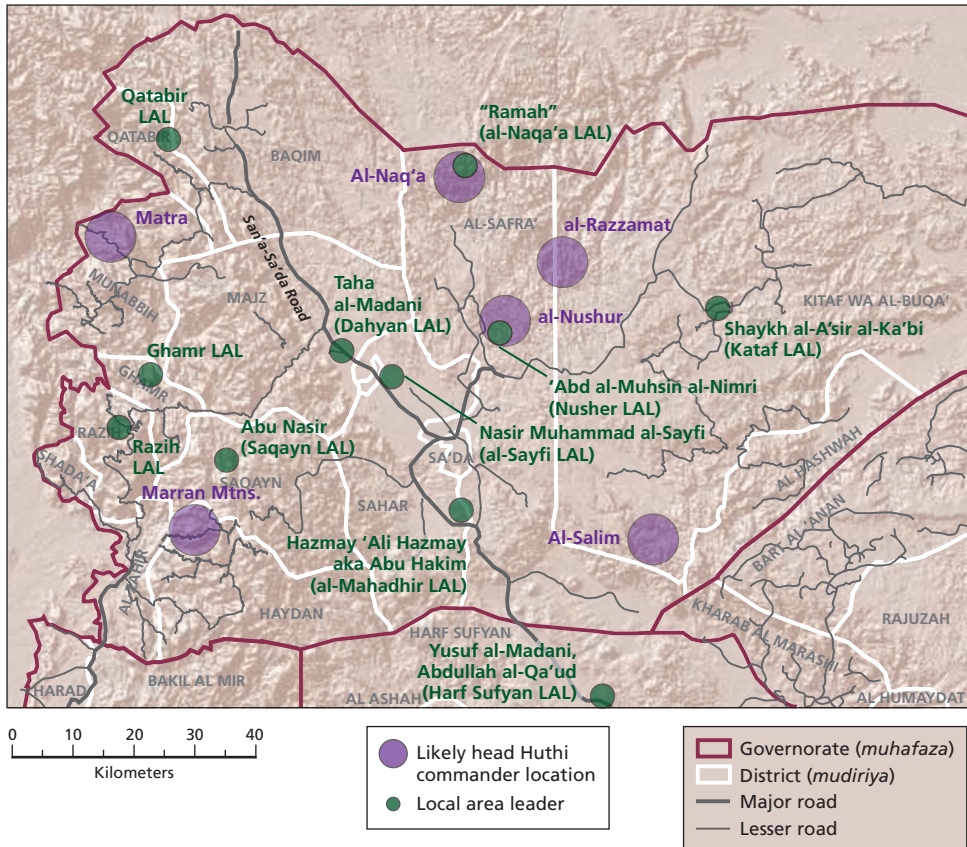 Qatabir
LAL
QATABIR
BAQIM
"Ramah"
(al-Naqa'a LAL)
Al-Naq'a
AL-SAFRA'
al-Razzamat
Matra
San'a-Sa'da Road
MUNABBIH
MAJZ
Taha
al-Madani
(Dahyan LAL)
al-Nushur
KITAF WA AL-BUQA'
Shaykh al-A'sir al-Ka'bi
(Kataf LAL)
Ghamr LAL
GHAMIR
'Abd al-Muhsin al-Nimri
(Nusher LAL)
Nasir Muhammad al-Sayfi
(al-Sayfi LAL)
Abu Nasir
(Saqayn LAL)
RAZIH
Razih
LAL
SHADA'A
SAQAYN
SA'DA
AL HASHWAH
Marran Mtns.
SAHAR
Al-Salim
BART AL 'ANAN
Hazmay 'Ali Hazmay
aka Abu Hakim
(al-Mahadhir LAL)
AL ZAHIR
HAYDAN
HARF SUFYAN
KHARAB AL MARASHI
RAJUZAH
Yusuf al-Madani,
Abdullah al-Qa'ud
(Harf Sufyan LAL)
HARAD
BAKIL AL MIR
AL ASHAH
AL HUMAYDAT
0 10 20 30 40
Kilometers
Likely head Huthi
commander location
Local area leader
Governorate (muhafaza)
District (mudiriya)
Major road
Lesser road